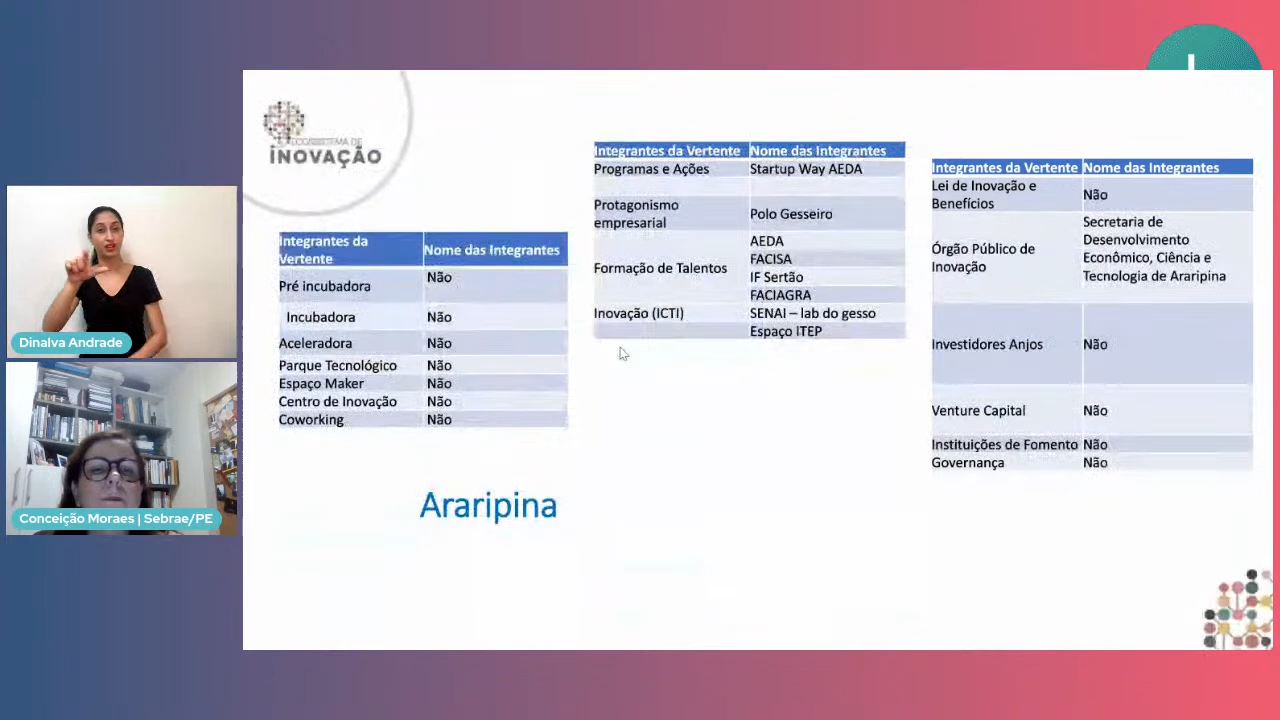 ECOSSISTEMA DE
INOVAÇÃO
Integrantes da
Vertente
Nome das Integrantes
Pré incubadora
Não
Incubadora
Não
Aceleradora
Não
Parque Tecnológico
Não
Espaço Maker
Não
Centro de Inovação
Não
Coworking
Não
Araripina
Integrantes da Vertente
Nome das Integrantes
Programas e Ações
Startup Way AEDA
Protagonismo
empresarial
Polo Gesseiro
Formação de Talentos
AEDA
FACISA
IF Sertão
FACIAGRA
Inovação (ICTI)
SENAI – lab do gesso
Espaço ITEP
Integrantes da Vertente
Nome das Integrantes
Lei de Inovação e
Benefícios
Não
Órgão Público de
Inovação
Secretaria de
Desenvolvimento
Econômico, Ciência e
Tecnologia de Araripina
Investidores Anjos
Não
Venture Capital
Não
Instituições de Fomento
Não
Governança
Não
Dinalva Andrade
Conceição Moraes | Sebrae/PE